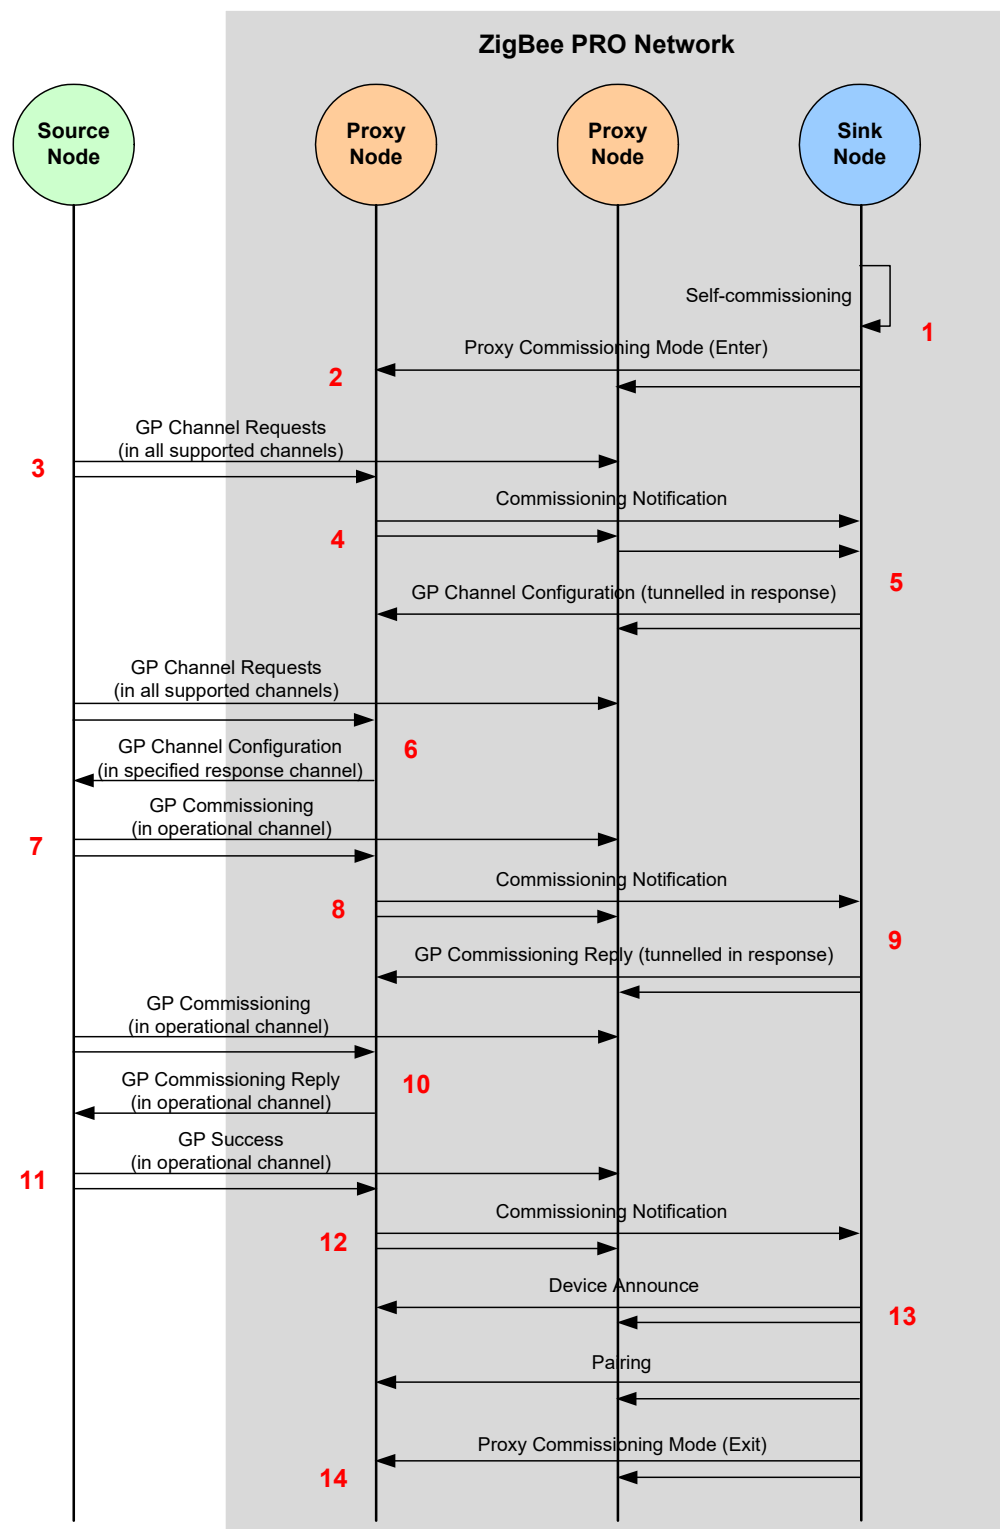 ZigBee PRO Network
Source
Node
Proxy
Node
Proxy
Node
Sink
Node
Self-commissioning
1
Proxy Commissioning Mode (Enter)
2
GP Channel Requests
(in all supported channels)
3
Commissioning Notification
4
5
GP Channel Configuration (tunnelled in response)
GP Channel Requests
(in all supported channels)
6
GP Channel Configuration
(in specified response channel)
GP Commissioning
(in operational channel)
7
Commissioning Notification
8
9
GP Commissioning Reply (tunnelled in response)
GP Commissioning
(in operational channel)
10
GP Commissioning Reply
(in operational channel)
GP Success
(in operational channel)
11
Commissioning Notification
12
Device Announce
13
Pairing
Proxy Commissioning Mode (Exit)
14